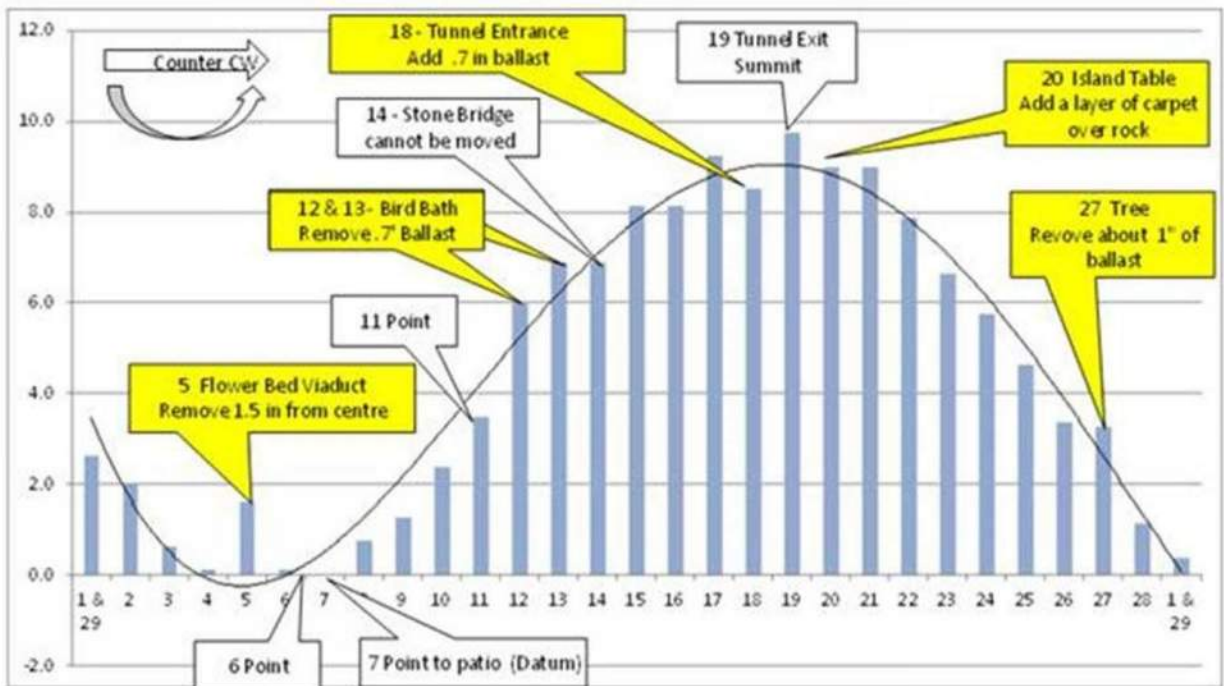 12.0
10.0
8.0
6.0
4.0
2.0
0.0
-2.0
Counter CW
18 - Tunnel Entrance
Add .7 in ballast
19 Tunnel Exit
Summit
20 Island Table
Add a layer of carpet
over rock
14 - Stone Bridge
cannot be moved
12 & 13- Bird Bath
Remove .7' Ballast
27 Tree
Revove about 1" of
ballast
11 Point
5 Flower Bed Viaduct
Remove 1.5 in from centre
1 & 2 3 4 5 6 7 9 10 11 12 13 14 15 16 17 18 19 20 21 22 23 24 25 26 27 28 1 &
29 29
6 Point
7 Point to patio (Datum)